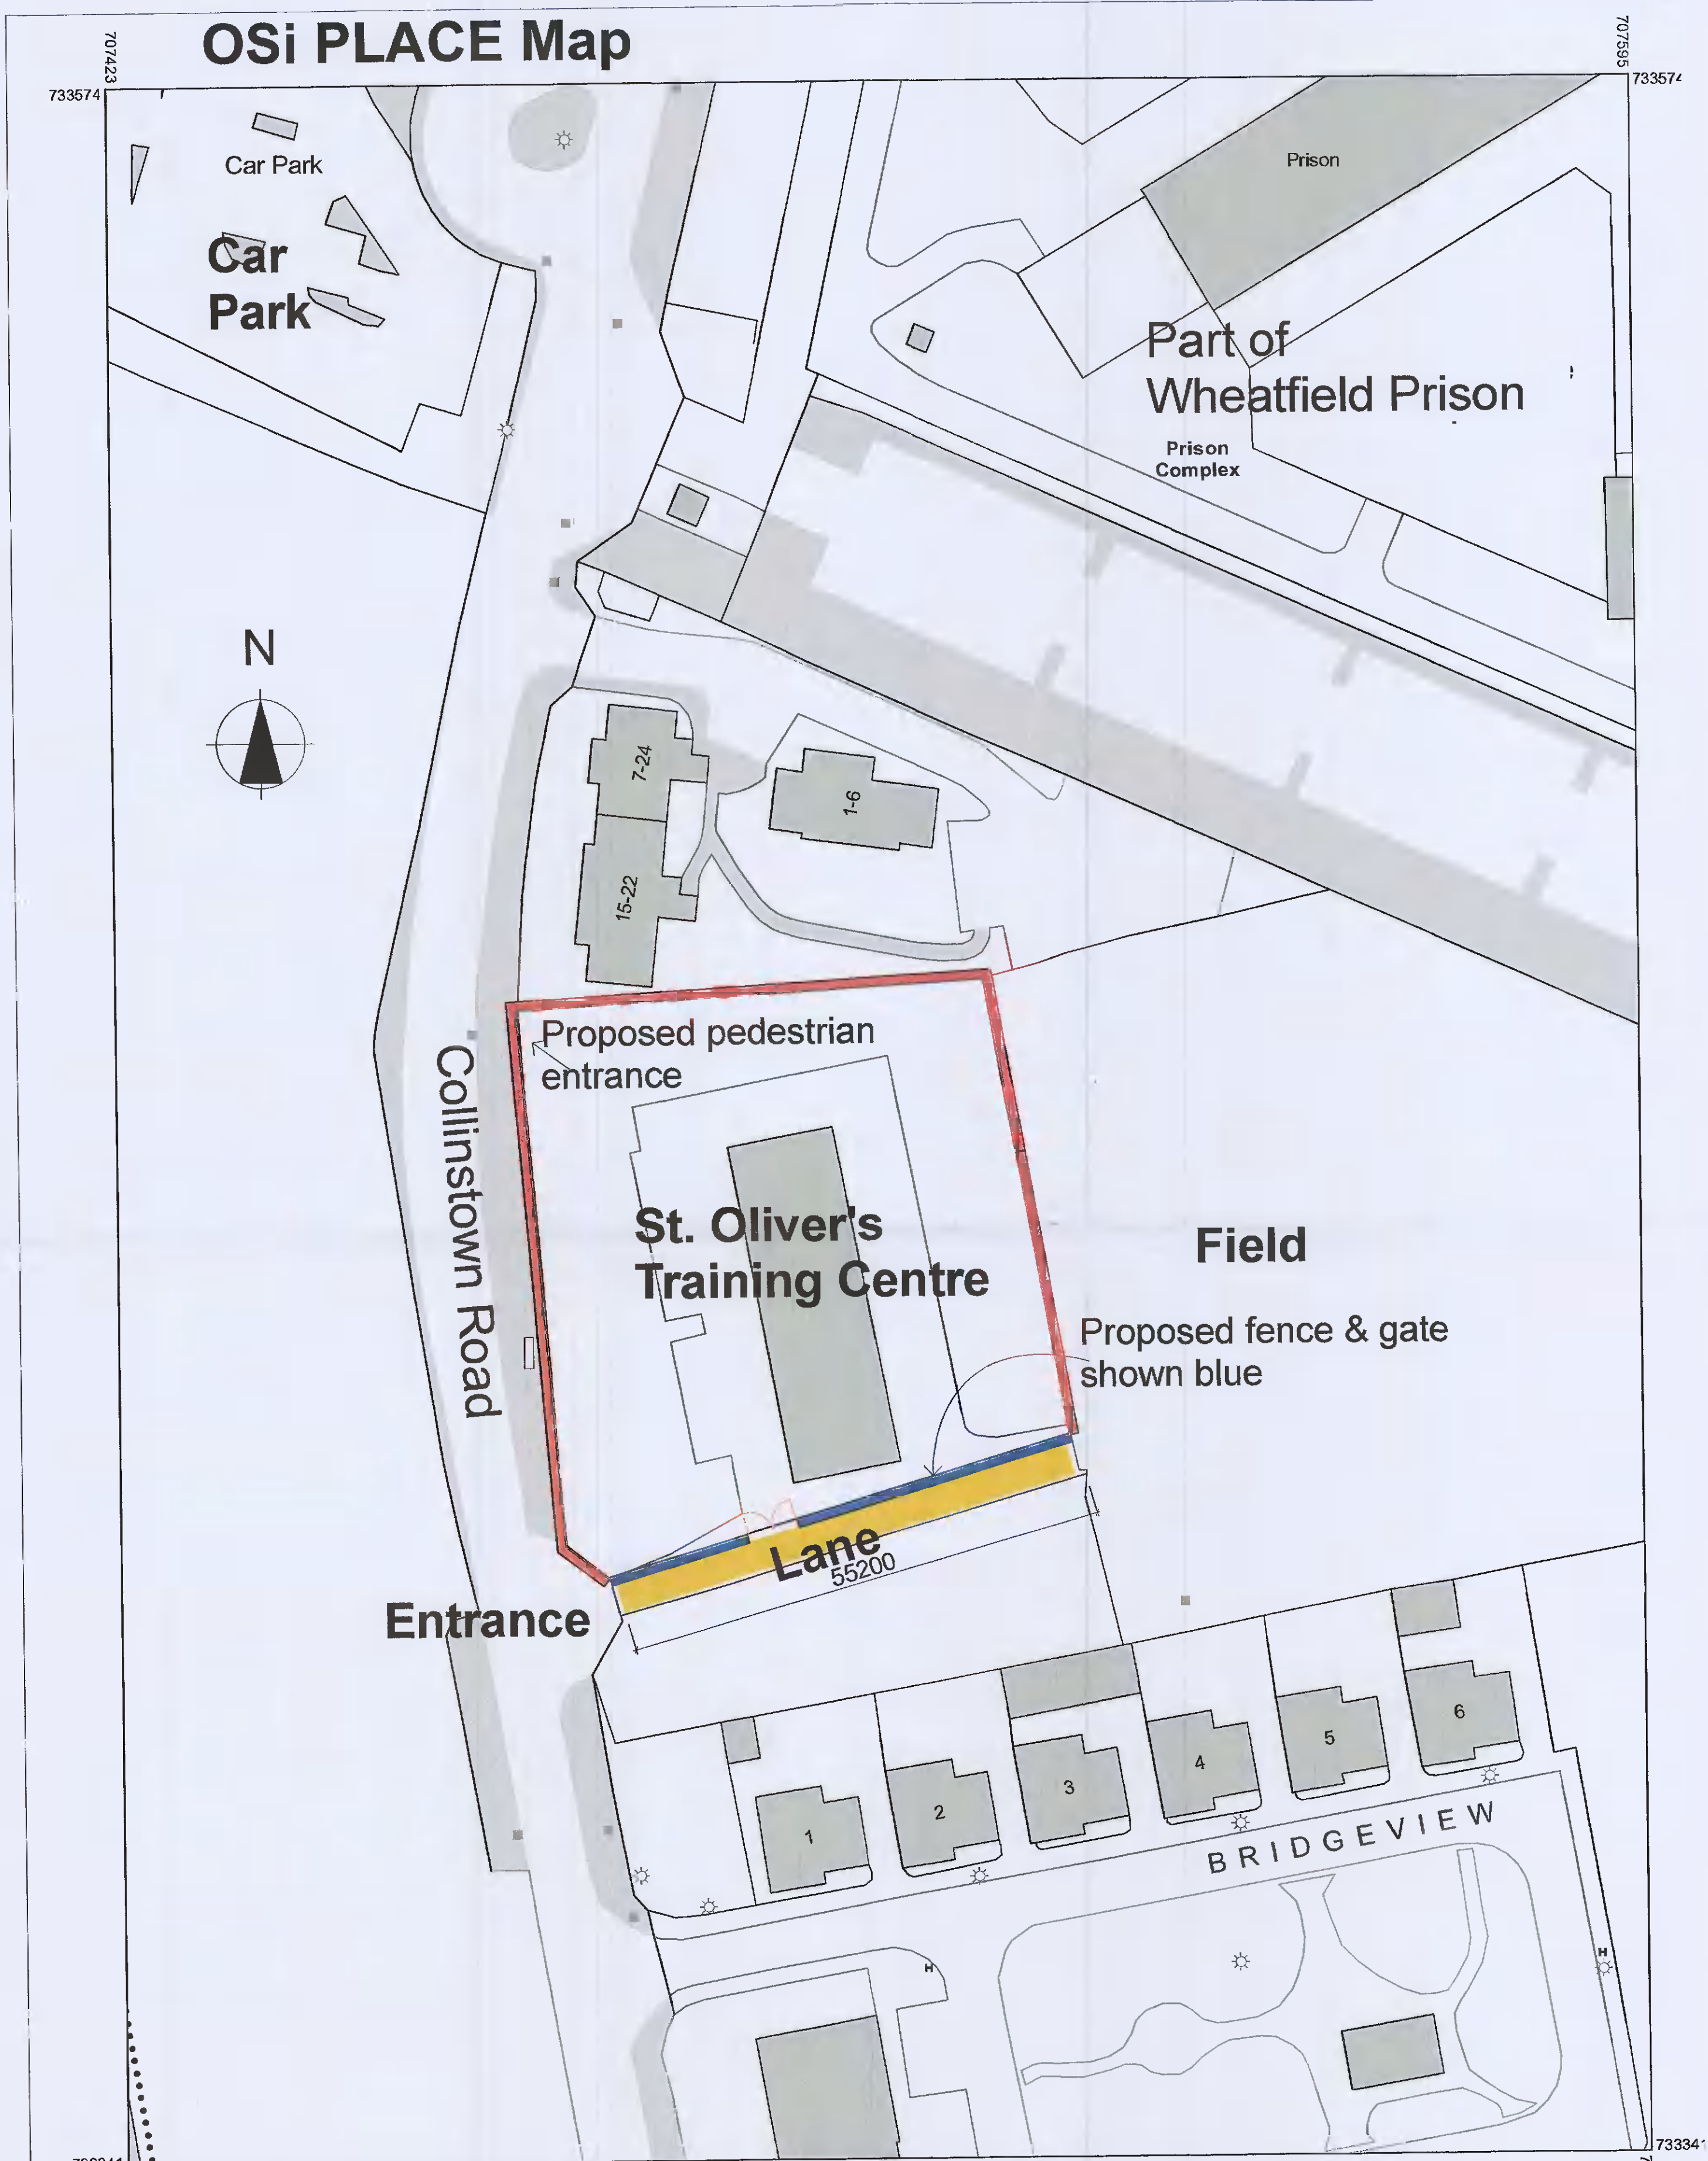 OSi PLACE Map
707423
707595
733574
73357
Car Park
Car
Park
Prison
Part of
Wheatfield Prison
Prison
Complex
N
7-24
1-6
15-22
Proposed pedestrian
entrance
Collinstown Road
St. Oliver's
Training Centre
Field
Proposed fence & gate
shown blue
Lane
55200
Entrance
1
2
3
4
5
6
BRIDGEVIEW
H
H
733341